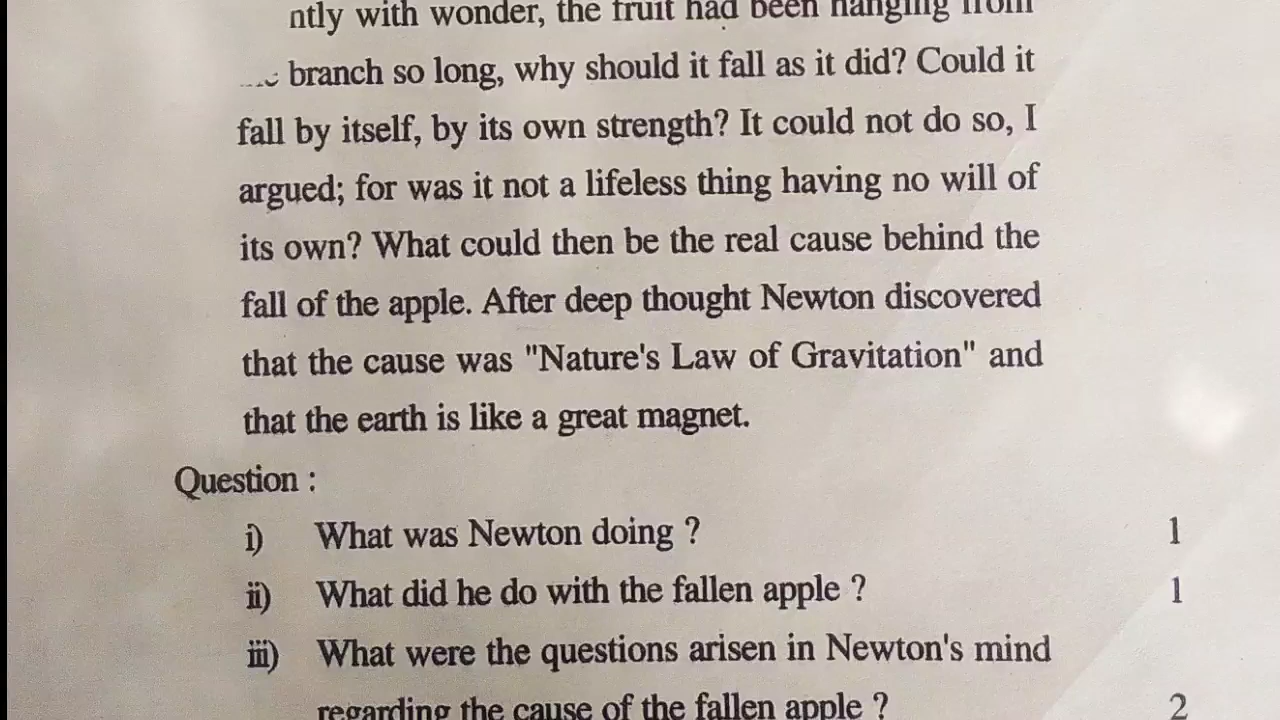 ntly with wonder, the fruit had been hanging from
branch so long, why should it fall as it did? Could it
fall by itself, by its own strength? It could not do so, I
argued; for was it not a lifeless thing having no will of
its own? What could then be the real cause behind the
fall of the apple. After deep thought Newton discovered
that the cause was "Nature's Law of Gravitation" and
that the earth is like a great magnet.
Question :
i) What was Newton doing ? 1
ii) What did he do with the fallen apple ? 1
iii) What were the questions arisen in Newton's mind
regarding the cause of the fallen apple ? 2